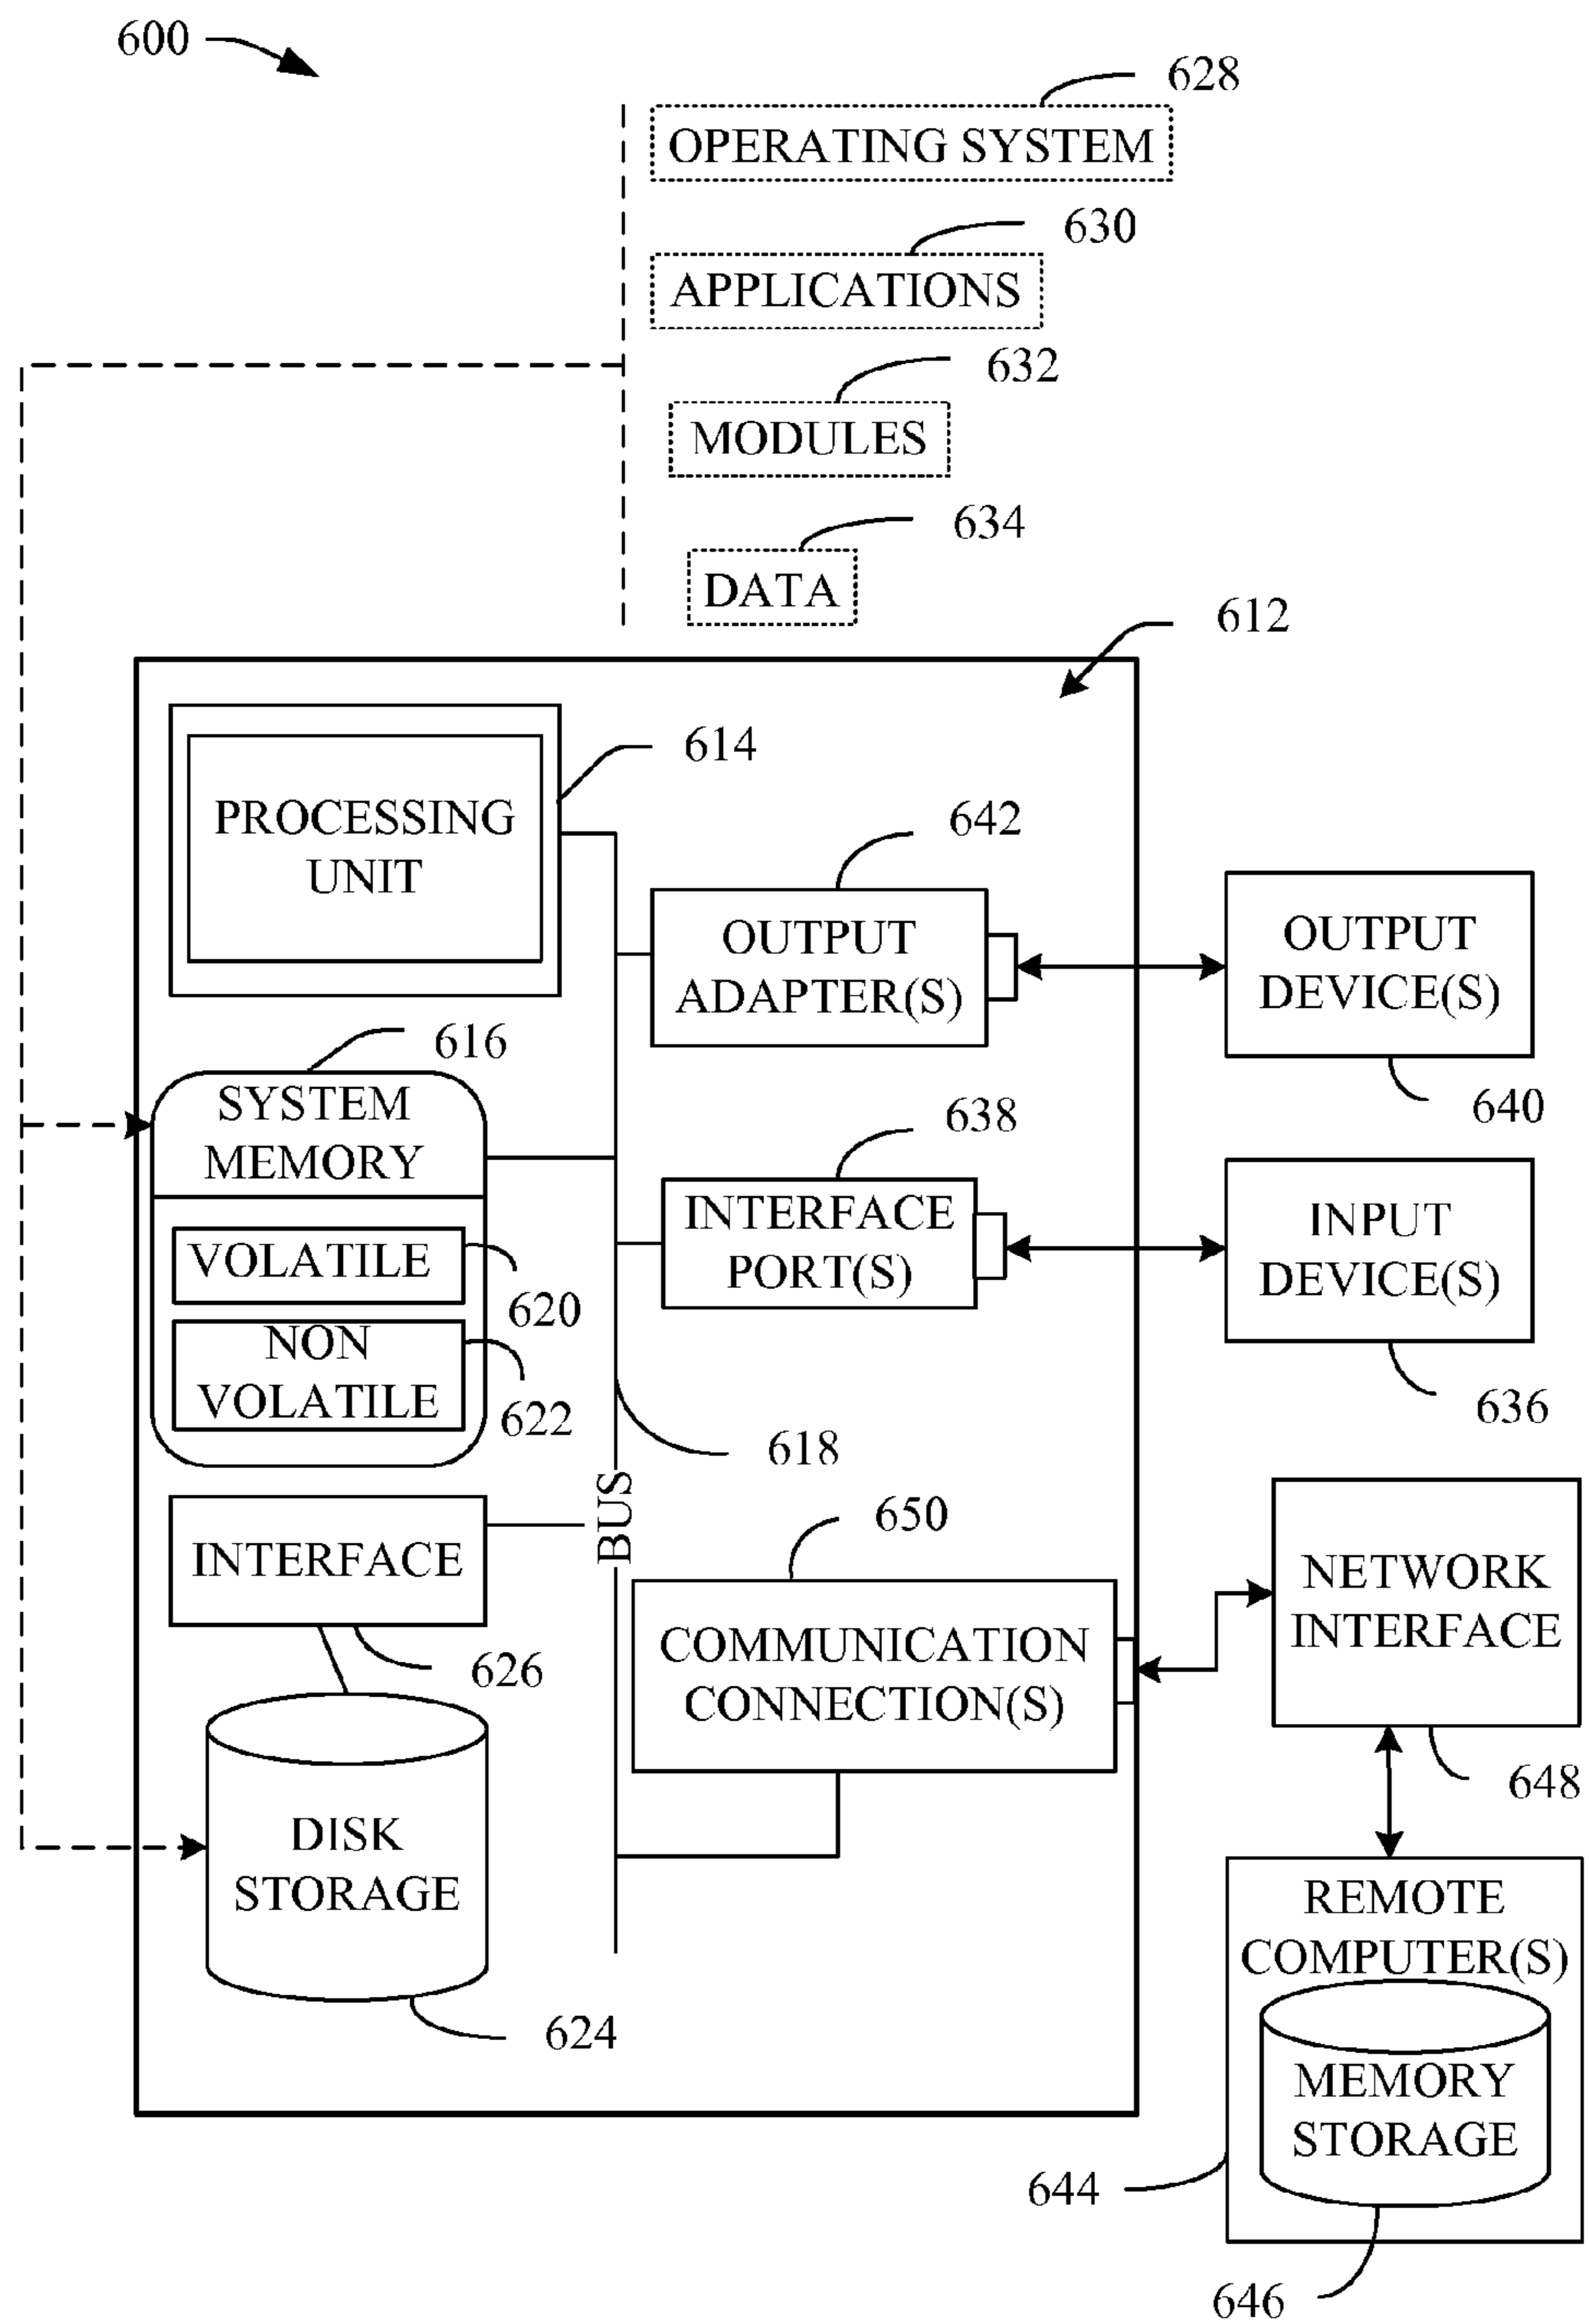 600
628
OPERATING SYSTEM
630
APPLICATIONS
632
MODULES
634
DATA
612
614
PROCESSING
UNIT
642
OUTPUT
ADAPTER(S)
OUTPUT
DEVICE(S)
640
616
SYSTEM
MEMORY
VOLATILE
620
NON
VOLATILE
622
638
INTERFACE
PORT(S)
INPUT
DEVICE(S)
636
618
BUS
INTERFACE
626
650
COMMUNICATION
CONNECTION(S)
NETWORK
INTERFACE
648
DISK
STORAGE
624
REMOTE
COMPUTER(S)
MEMORY
STORAGE
644
646